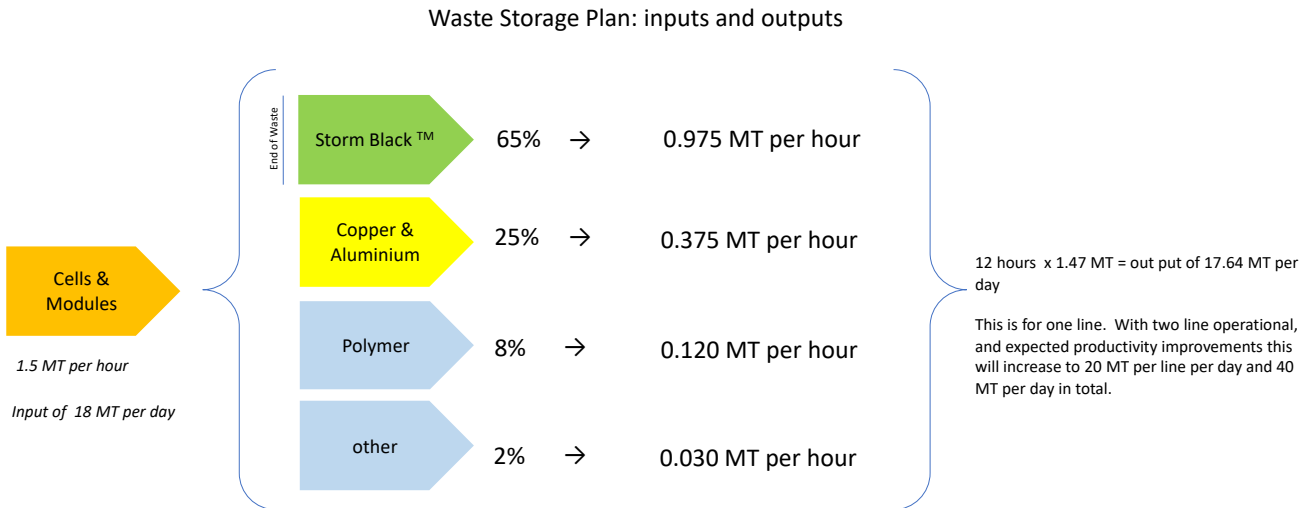 Waste Storage Plan: inputs and outputs
End of Waste
Storm Black ™
65% → 0.975 MT per hour
Copper &
Aluminium
25% → 0.375 MT per hour
Cells &
Modules
1.5 MT per hour
Input of 18 MT per day
Polymer
8% → 0.120 MT per hour
other
2% → 0.030 MT per hour
12 hours x 1.47 MT = out put of 17.64 MT per
day
This is for one line. With two line operational,
and expected productivity improvements this
will increase to 20 MT per line per day and 40
MT per day in total.